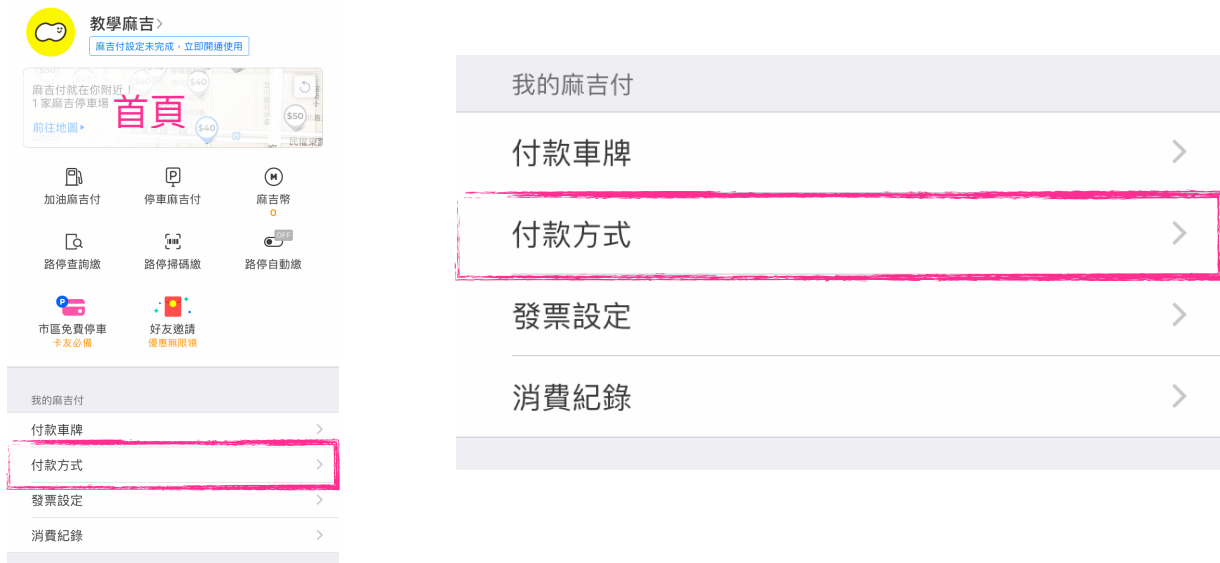 教學麻吉
麻吉付設定未完成，立即開通使用
麻吉付就在你附近！
1 家麻吉停車場
首頁
前往地圖
$40
$50
$40
民權東
加油麻吉付
停車麻吉付
麻吉幣
0
OFF
路停查詢繳
路停掃碼繳
路停自動繳
市區免費停車
好友邀請
卡友必備
優惠無限領
我的麻吉付
付款車牌
付款方式
發票設定
消費紀錄
我的麻吉付
付款車牌
付款方式
發票設定
消費紀錄